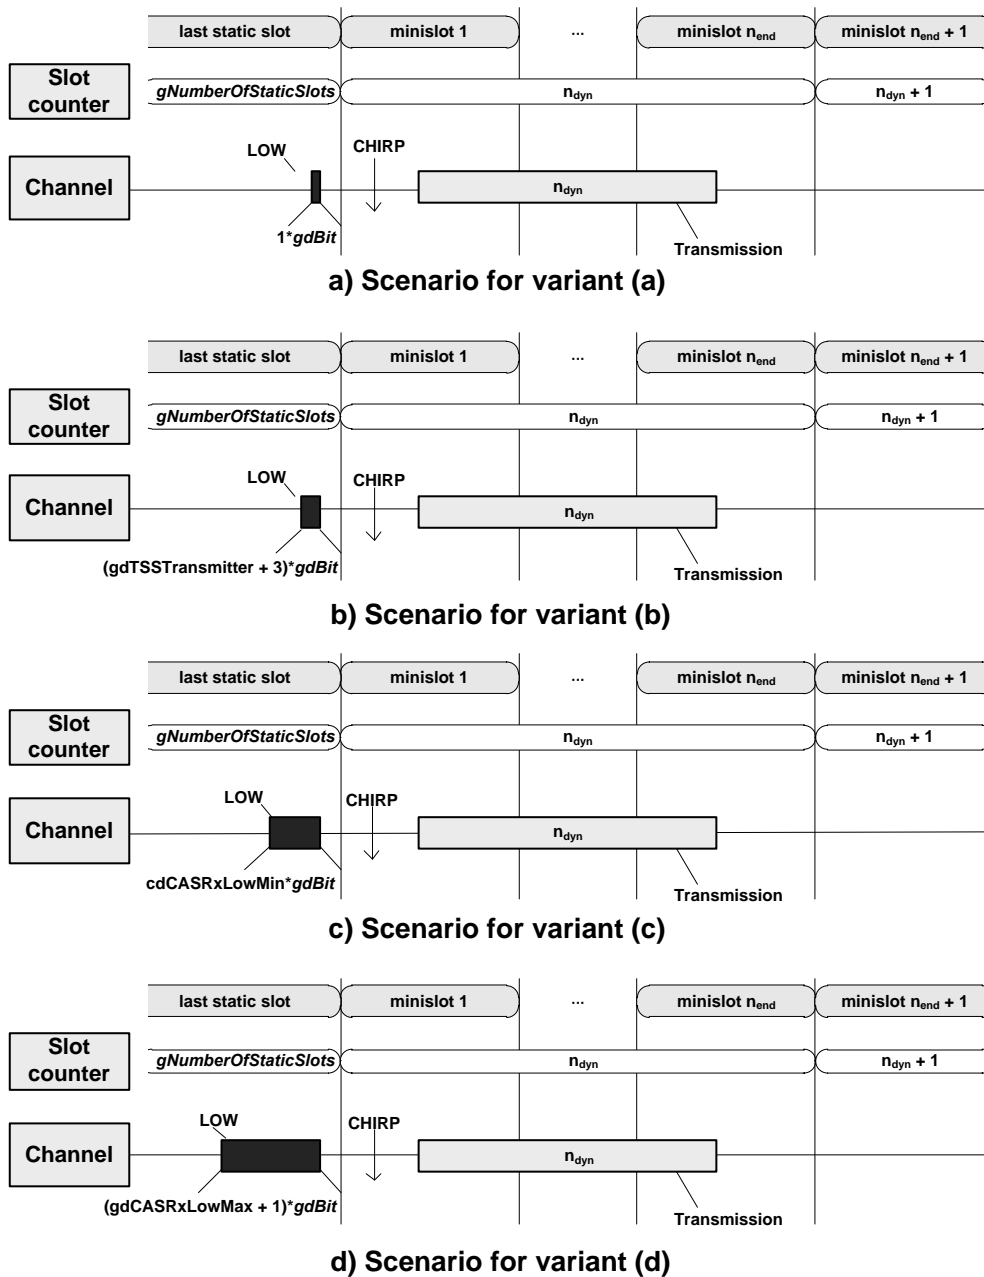 last static slot minislot 1 ... minislot nend minislot nend + 1
Slot counter
gNumberOfStaticSlots ndyn ndyn + 1
LOW CHIRP
Channel
ndyn
1*gdBit
Transmission
a) Scenario for variant (a)
last static slot minislot 1 ... minislot nend minislot nend + 1
Slot counter
gNumberOfStaticSlots ndyn ndyn + 1
LOW CHIRP
Channel
ndyn
(gdTSSTransmitter + 3)*gdBit
Transmission
b) Scenario for variant (b)
last static slot minislot 1 ... minislot nend minislot nend + 1
Slot counter
gNumberOfStaticSlots ndyn ndyn + 1
LOW CHIRP
Channel
ndyn
cdCASRxLowMin*gdBit
Transmission
c) Scenario for variant (c)
last static slot minislot 1 ... minislot nend minislot nend + 1
Slot counter
gNumberOfStaticSlots ndyn ndyn + 1
LOW CHIRP
Channel
ndyn
(gdCASRxLowMax + 1)*gdBit
Transmission
d) Scenario for variant (d)